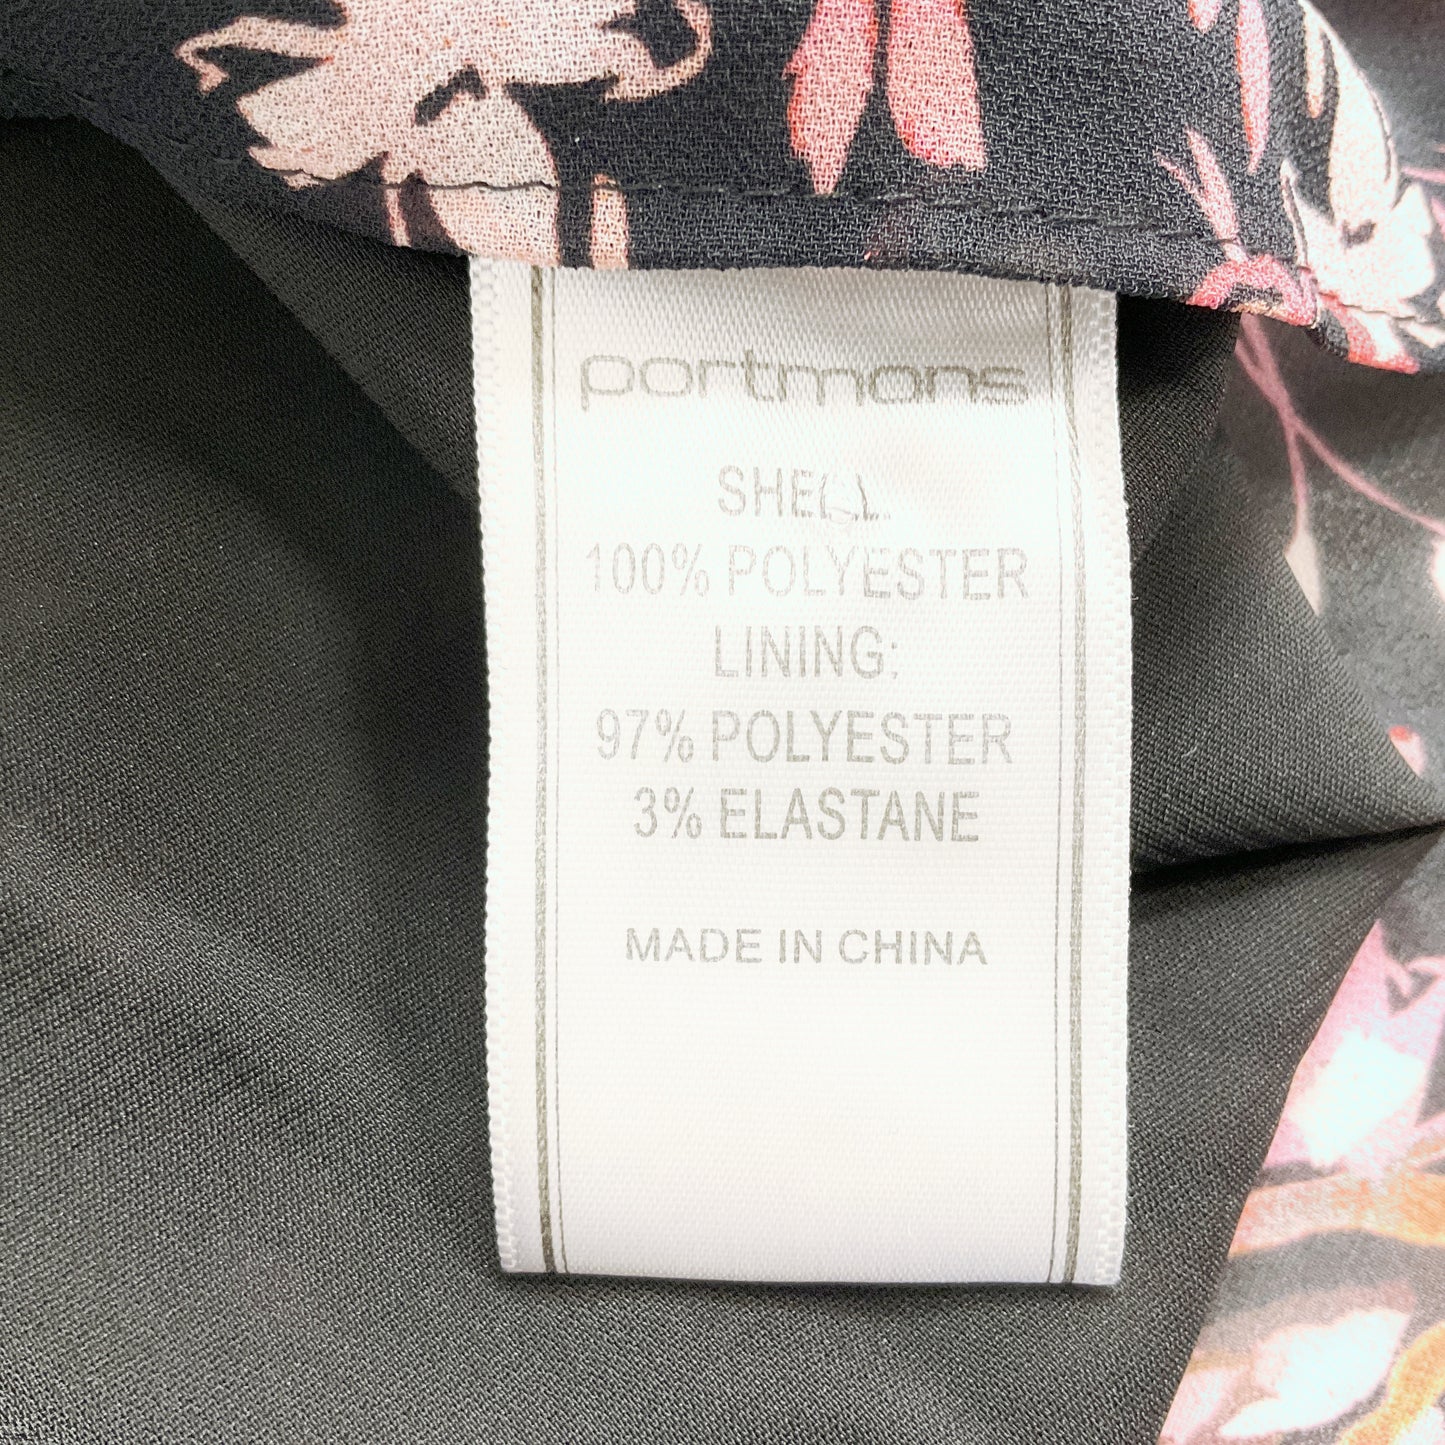 portmans
SHELL:
100% POLYESTER
LINING:
97% POLYESTER
3% ELASTANE
MADE IN CHINA